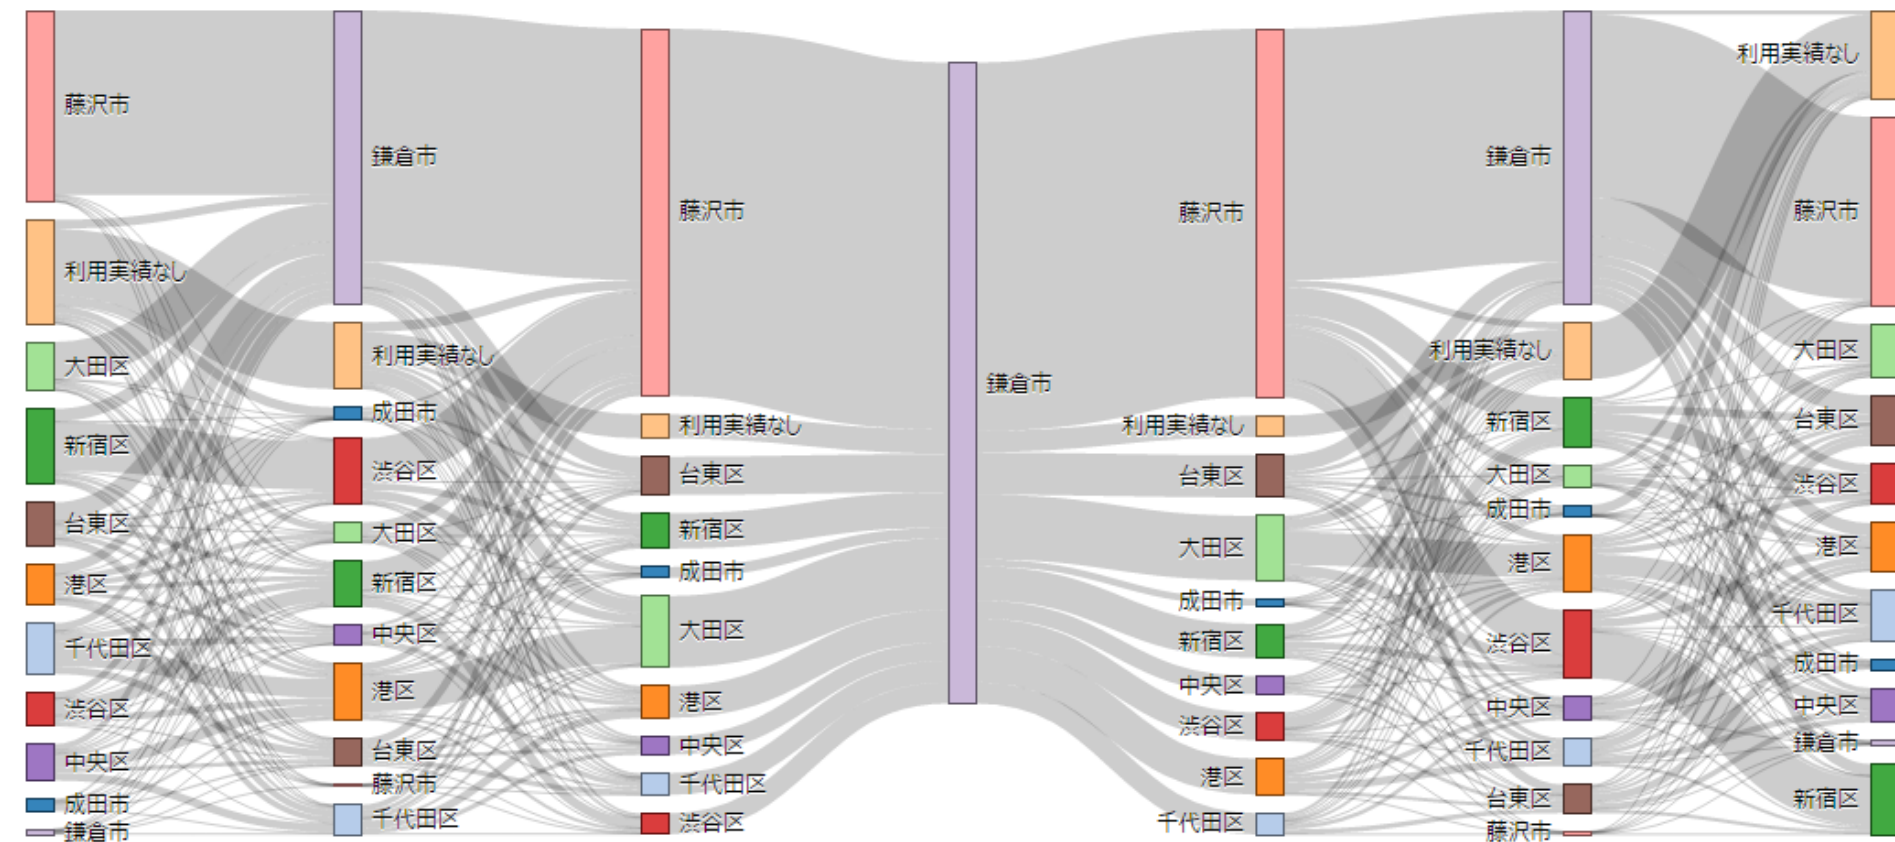 藤沢市
利用実績なし
大田区
新宿区
台東区
港区
千代田区
渋谷区
中央区
成田市
鎌倉市
鎌倉市
利用実績なし
成田市
渋谷区
大田区
新宿区
中央区
港区
台東区
藤沢市
千代田区
藤沢市
利用実績なし
台東区
新宿区
成田市
大田区
港区
中央区
千代田区
渋谷区
鎌倉市
藤沢市
利用実績なし
台東区
大田区
成田市
新宿区
中央区
渋谷区
港区
千代田区
鎌倉市
利用実績なし
新宿区
大田区
成田市
港区
渋谷区
中央区
千代田区
台東区
藤沢市
利用実績なし
藤沢市
大田区
台東区
渋谷区
港区
千代田区
成田市
中央区
鎌倉市
新宿区